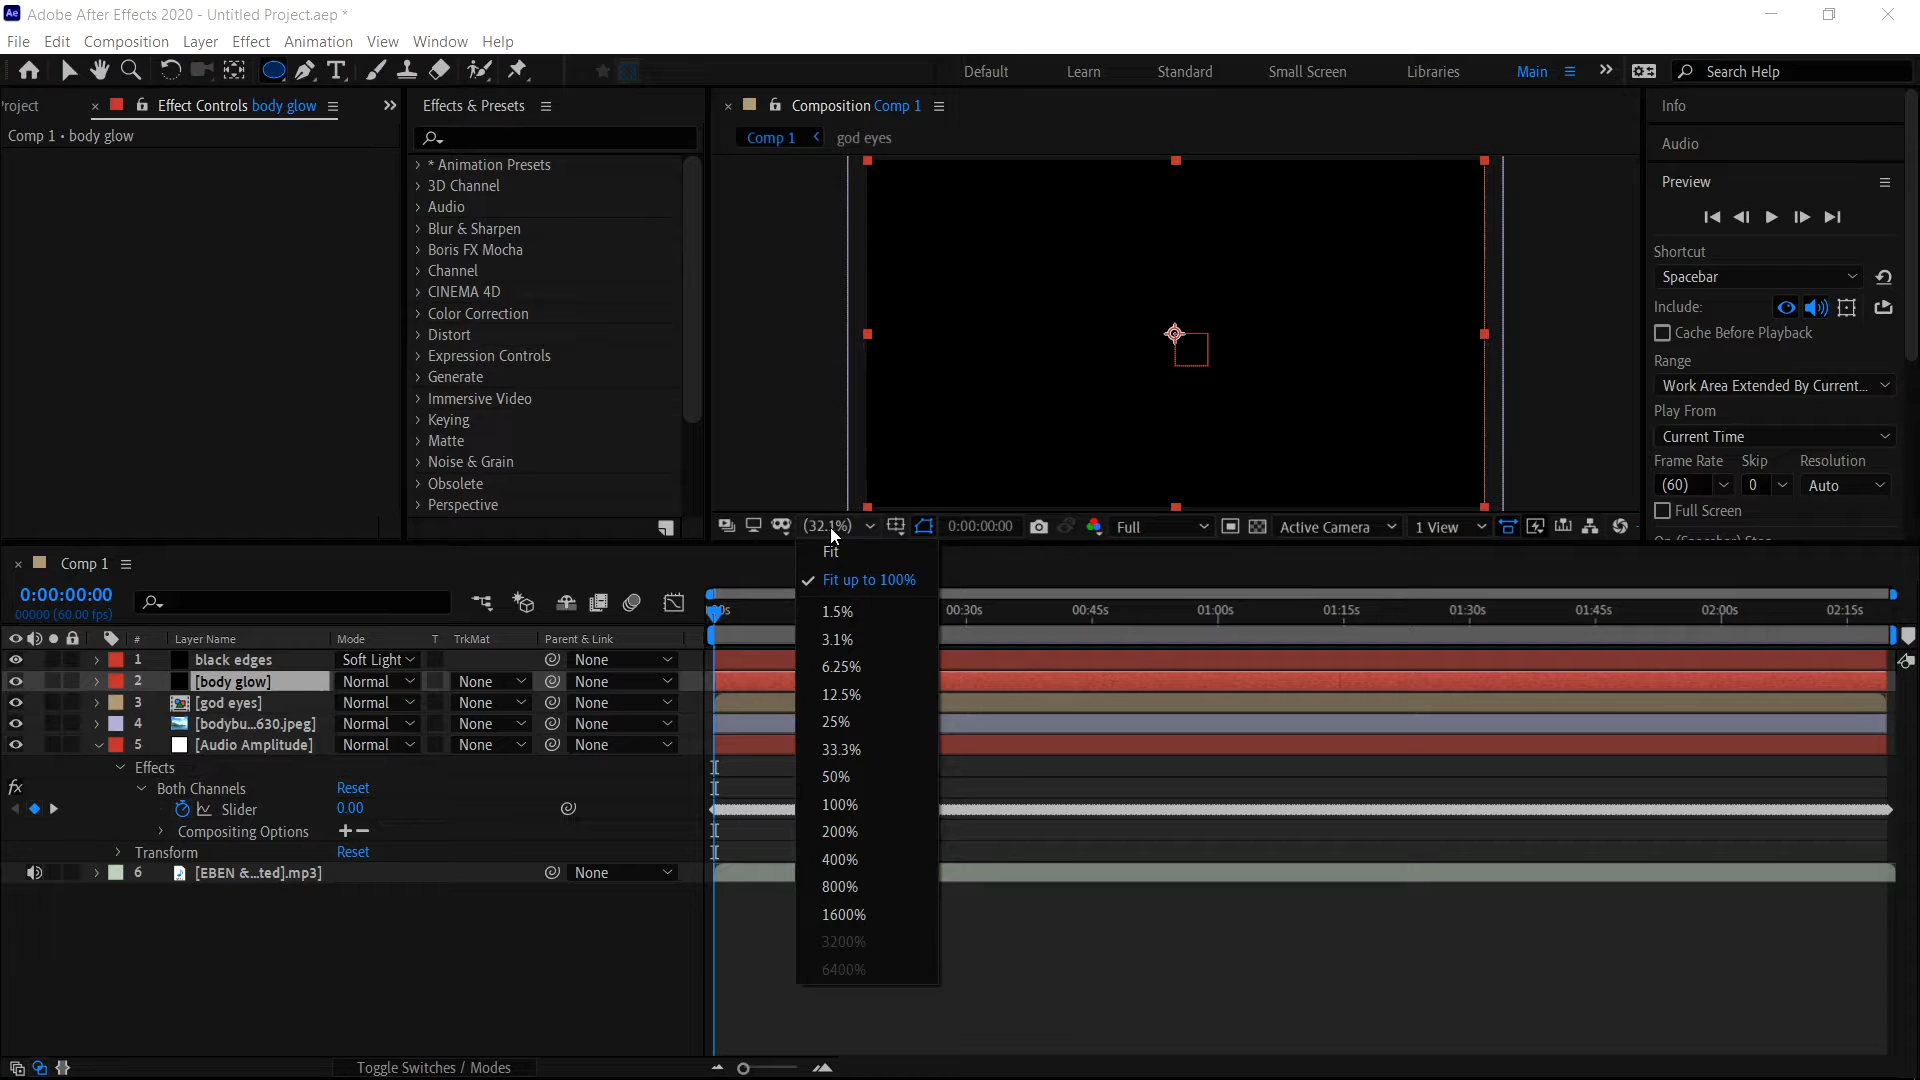 Ae Adobe After Effects 2020 - Untitled Project.aep *
File Edit Composition Layer Effect Animation View Window Help
Default Learn Standard Small Screen Libraries Main Search Help
roject
Effect Controls body glow
Comp 1 • body glow
Effects & Presets
* Animation Presets
3D Channel
Audio
Blur & Sharpen
Boris FX Mocha
Channel
CINEMA 4D
Color Correction
Distort
Expression Controls
Generate
Immersive Video
Keying
Matte
Noise & Grain
Obsolete
Perspective
Composition Comp 1
Comp 1 god eyes
(32.1%) 0:00:00:00 Full Active Camera 1 View
Info
Audio
Preview
Shortcut
Spacebar
Include:
Cache Before Playback
Range
Work Area Extended By Current...
Play From
Current Time
Frame Rate Skip Resolution
(60) 0 Auto
Full Screen
On (Spacebar) Stop
Fit
Fit up to 100%
1.5%
3.1%
6.25%
12.5%
25%
33.3%
50%
100%
200%
400%
800%
1600%
3200%
6400%
Comp 1
0:00:00:00
00000 (60.00 fps)
00:30s 00:45s 01:00s 01:15s 01:30s 01:45s 02:00s 02:15s
# Layer Name Mode T TrkMat Parent & Link
1 black edges Soft Light None
2 [body glow] Normal None None
3 [god eyes] Normal None None
4 [bodybu...630.jpeg] Normal None None
5 [Audio Amplitude] Normal None None
Effects
fx Both Channels Reset
Slider 0.00
Compositing Options
Transform Reset
6 [EBEN &...ted].mp3] None
Toggle Switches / Modes